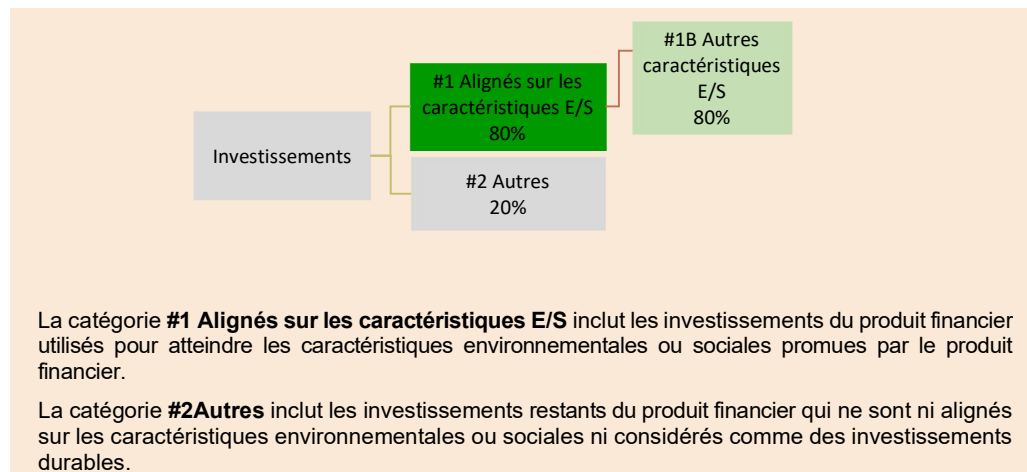 #1B Autres
caractéristiques
E/S
80%
#1 Alignés sur les
caractéristiques E/S
80%
Investissements
#2 Autres
20%
La catégorie #1 Alignés sur les caractéristiques E/S inclut les investissements du produit financier
utilisés pour atteindre les caractéristiques environnementales ou sociales promues par le produit
financier.
La catégorie #2Autres inclut les investissements restants du produit financier qui ne sont ni alignés
sur les caractéristiques environnementales ou sociales ni considérés comme des investissements
durables.